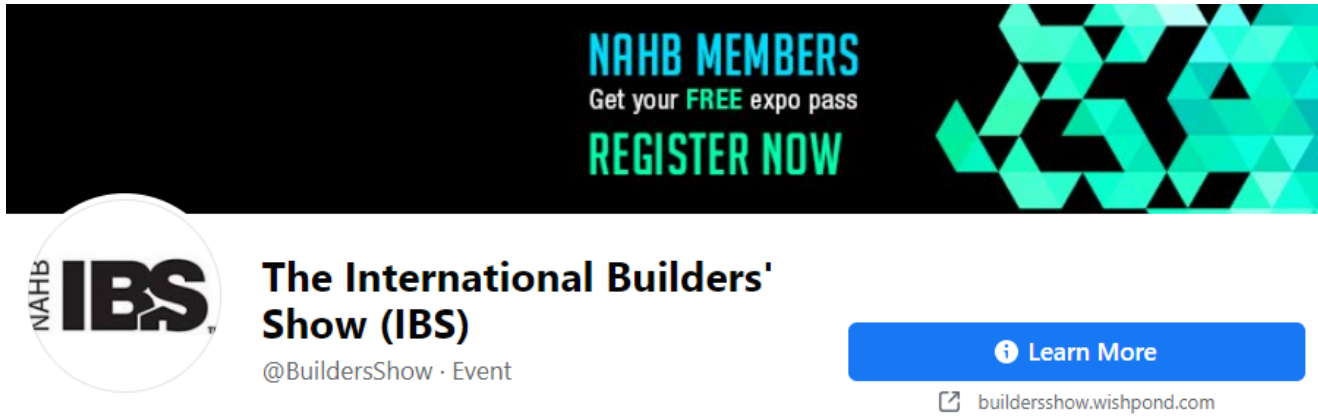 NAHB MEMBERS
Get your FREE expo pass
REGISTER NOW
NAHB
IBS
The International Builders'
Show (IBS)
@BuildersShow · Event
Learn More
buildersshow.wishpond.com